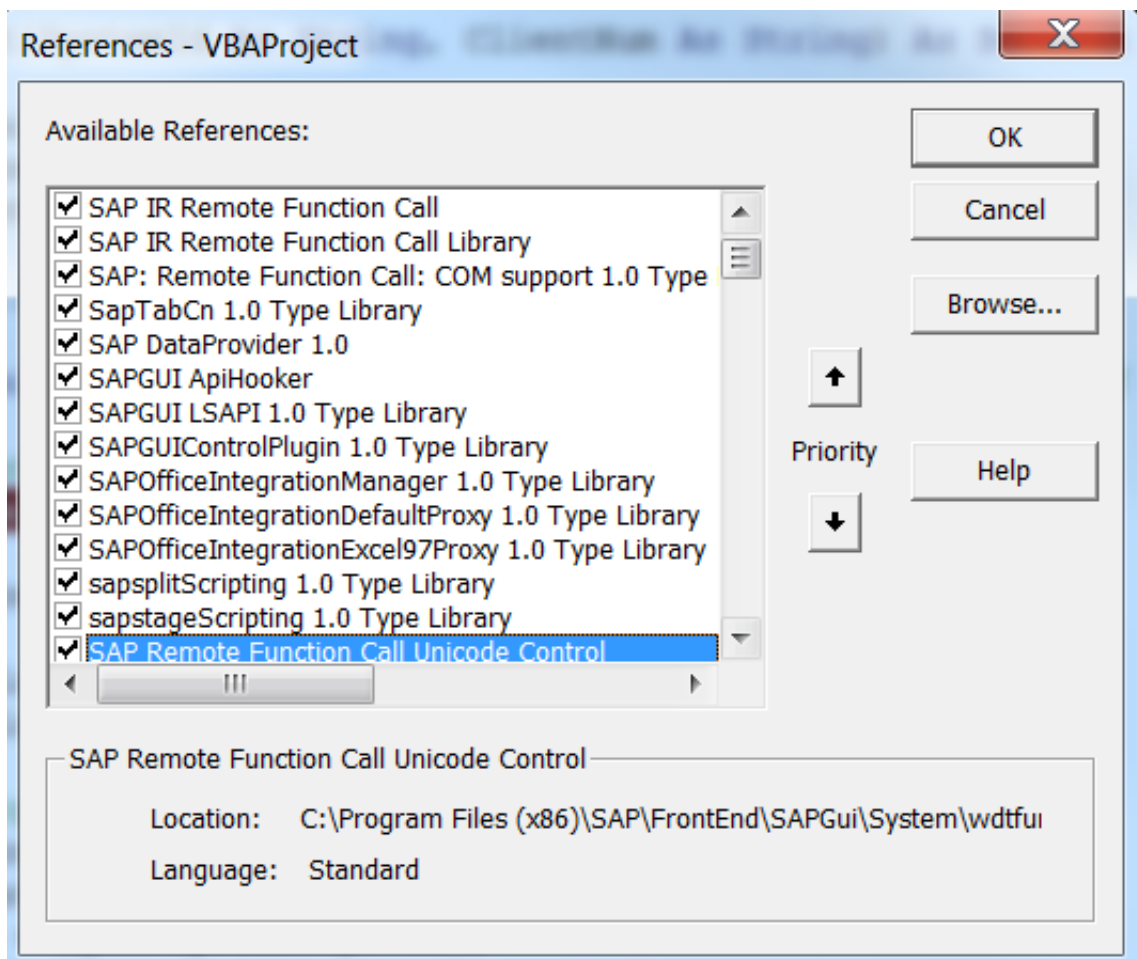 References - VBAProject
ClientNum As String) As
Available References:
OK
Cancel
Browse...
Priority
Help
SAP IR Remote Function Call
SAP IR Remote Function Call Library
SAP: Remote Function Call: COM support 1.0 Type
SapTabCn 1.0 Type Library
SAP DataProvider 1.0
SAPGUI ApiHooker
SAPGUI LSAPI 1.0 Type Library
SAPGUIControlPlugin 1.0 Type Library
SAPOfficeIntegrationManager 1.0 Type Library
SAPOfficeIntegrationDefaultProxy 1.0 Type Library
SAPOfficeIntegrationExcel97Proxy 1.0 Type Library
sapsplitScripting 1.0 Type Library
sapstageScripting 1.0 Type Library
SAP Remote Function Call Unicode Control
SAP Remote Function Call Unicode Control
Location: C:\Program Files (x86)\SAP\FrontEnd\SAPGui\System\wdtfui
Language: Standard